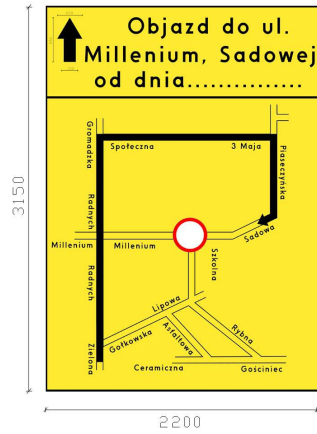 Objazd do ul.
Millenium, Sadowej
od dnia...............
Gromadzka
Społeczna
3 Maja
Piaseczyńska
Radnych
Sadowa
Millenium
Millenium
Szkolna
Radnych
Lipowa
Zielona
Gołkowska
Asfaltowa
Rybna
Ceramiczna
Gościniec
3150
2200